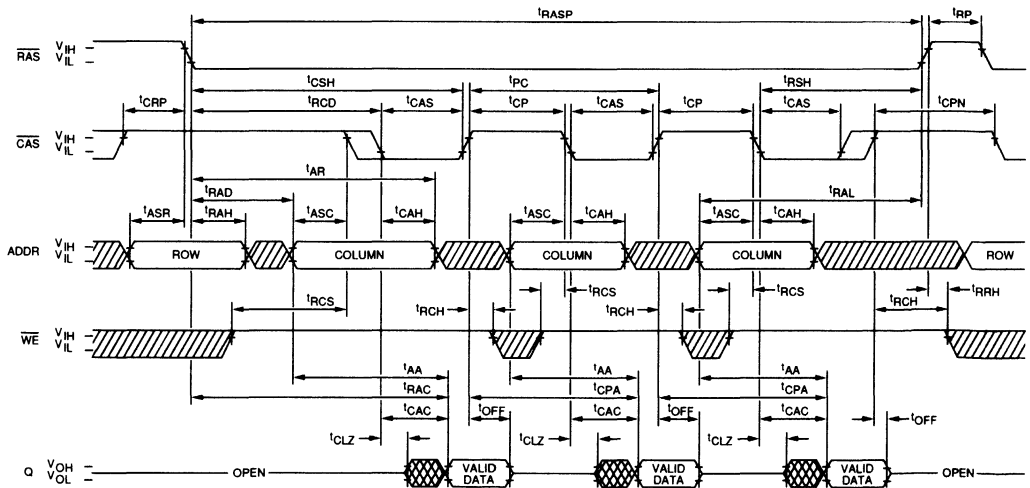 tRASP tRP
RAS VIH
VIL
tCSH tPC tRSH
tCRP tRCD tCAS tCP tCAS tCP tCAS tCPN
CAS VIH
VIL
tAR
tRAD tRAL
tASR tRAH tASC tCAH tASC tCAH tASC tCAH
ADDR VIH
VIL
ROW COLUMN COLUMN COLUMN ROW
tRCS tRCH tRCS tRCH tRCS tRCH tRRH
WE VIH
VIL
tAA tAA tAA
tRAC tCPA tCPA
tCAC tOFF tCAC tOFF tCAC tOFF
tCLZ tCLZ tCLZ
Q VOH
VOL
OPEN VALID DATA VALID DATA VALID DATA OPEN